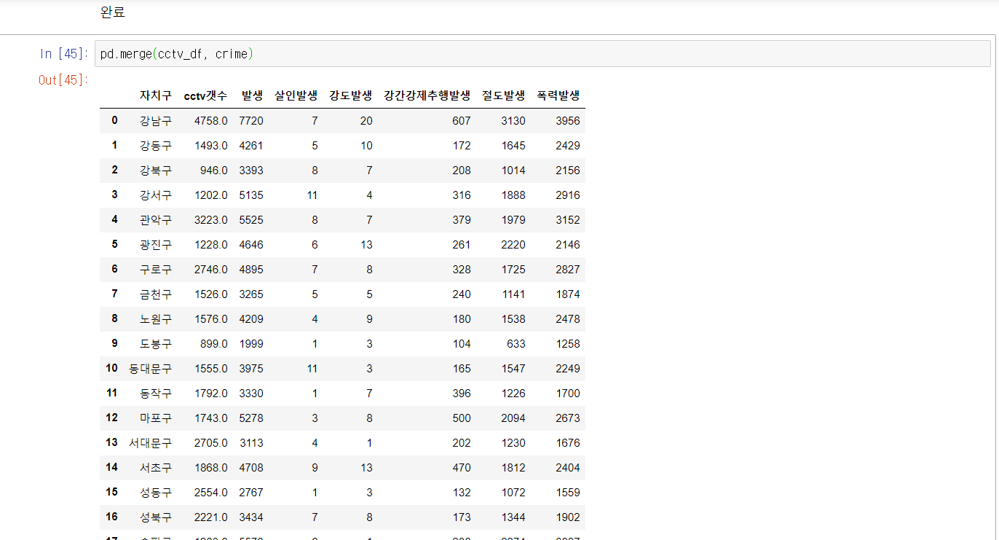 완료
In [45]: pd.merge(cctv_df, crime)
Out[45]:
자치구 cctv갯수 발생 살인발생 강도발생 강간강제추행발생 절도발생 폭력발생
0 강남구 4758.0 7720 7 20 607 3130 3956
1 강동구 1493.0 4261 5 10 172 1645 2429
2 강북구 946.0 3393 8 7 208 1014 2156
3 강서구 1202.0 5135 11 4 316 1888 2916
4 관악구 3223.0 5525 8 7 379 1979 3152
5 광진구 1228.0 4646 6 13 261 2220 2146
6 구로구 2746.0 4895 7 8 328 1725 2827
7 금천구 1526.0 3265 5 5 240 1141 1874
8 노원구 1576.0 4209 4 9 180 1538 2478
9 도봉구 899.0 1999 1 3 104 633 1258
10 동대문구 1555.0 3975 11 3 165 1547 2249
11 동작구 1792.0 3330 1 7 396 1226 1700
12 마포구 1743.0 5278 3 8 500 2094 2673
13 서대문구 2705.0 3113 4 1 202 1230 1676
14 서초구 1868.0 4708 9 13 470 1812 2404
15 성동구 2554.0 2767 1 3 132 1072 1559
16 성북구 2221.0 3434 7 8 173 1344 1902